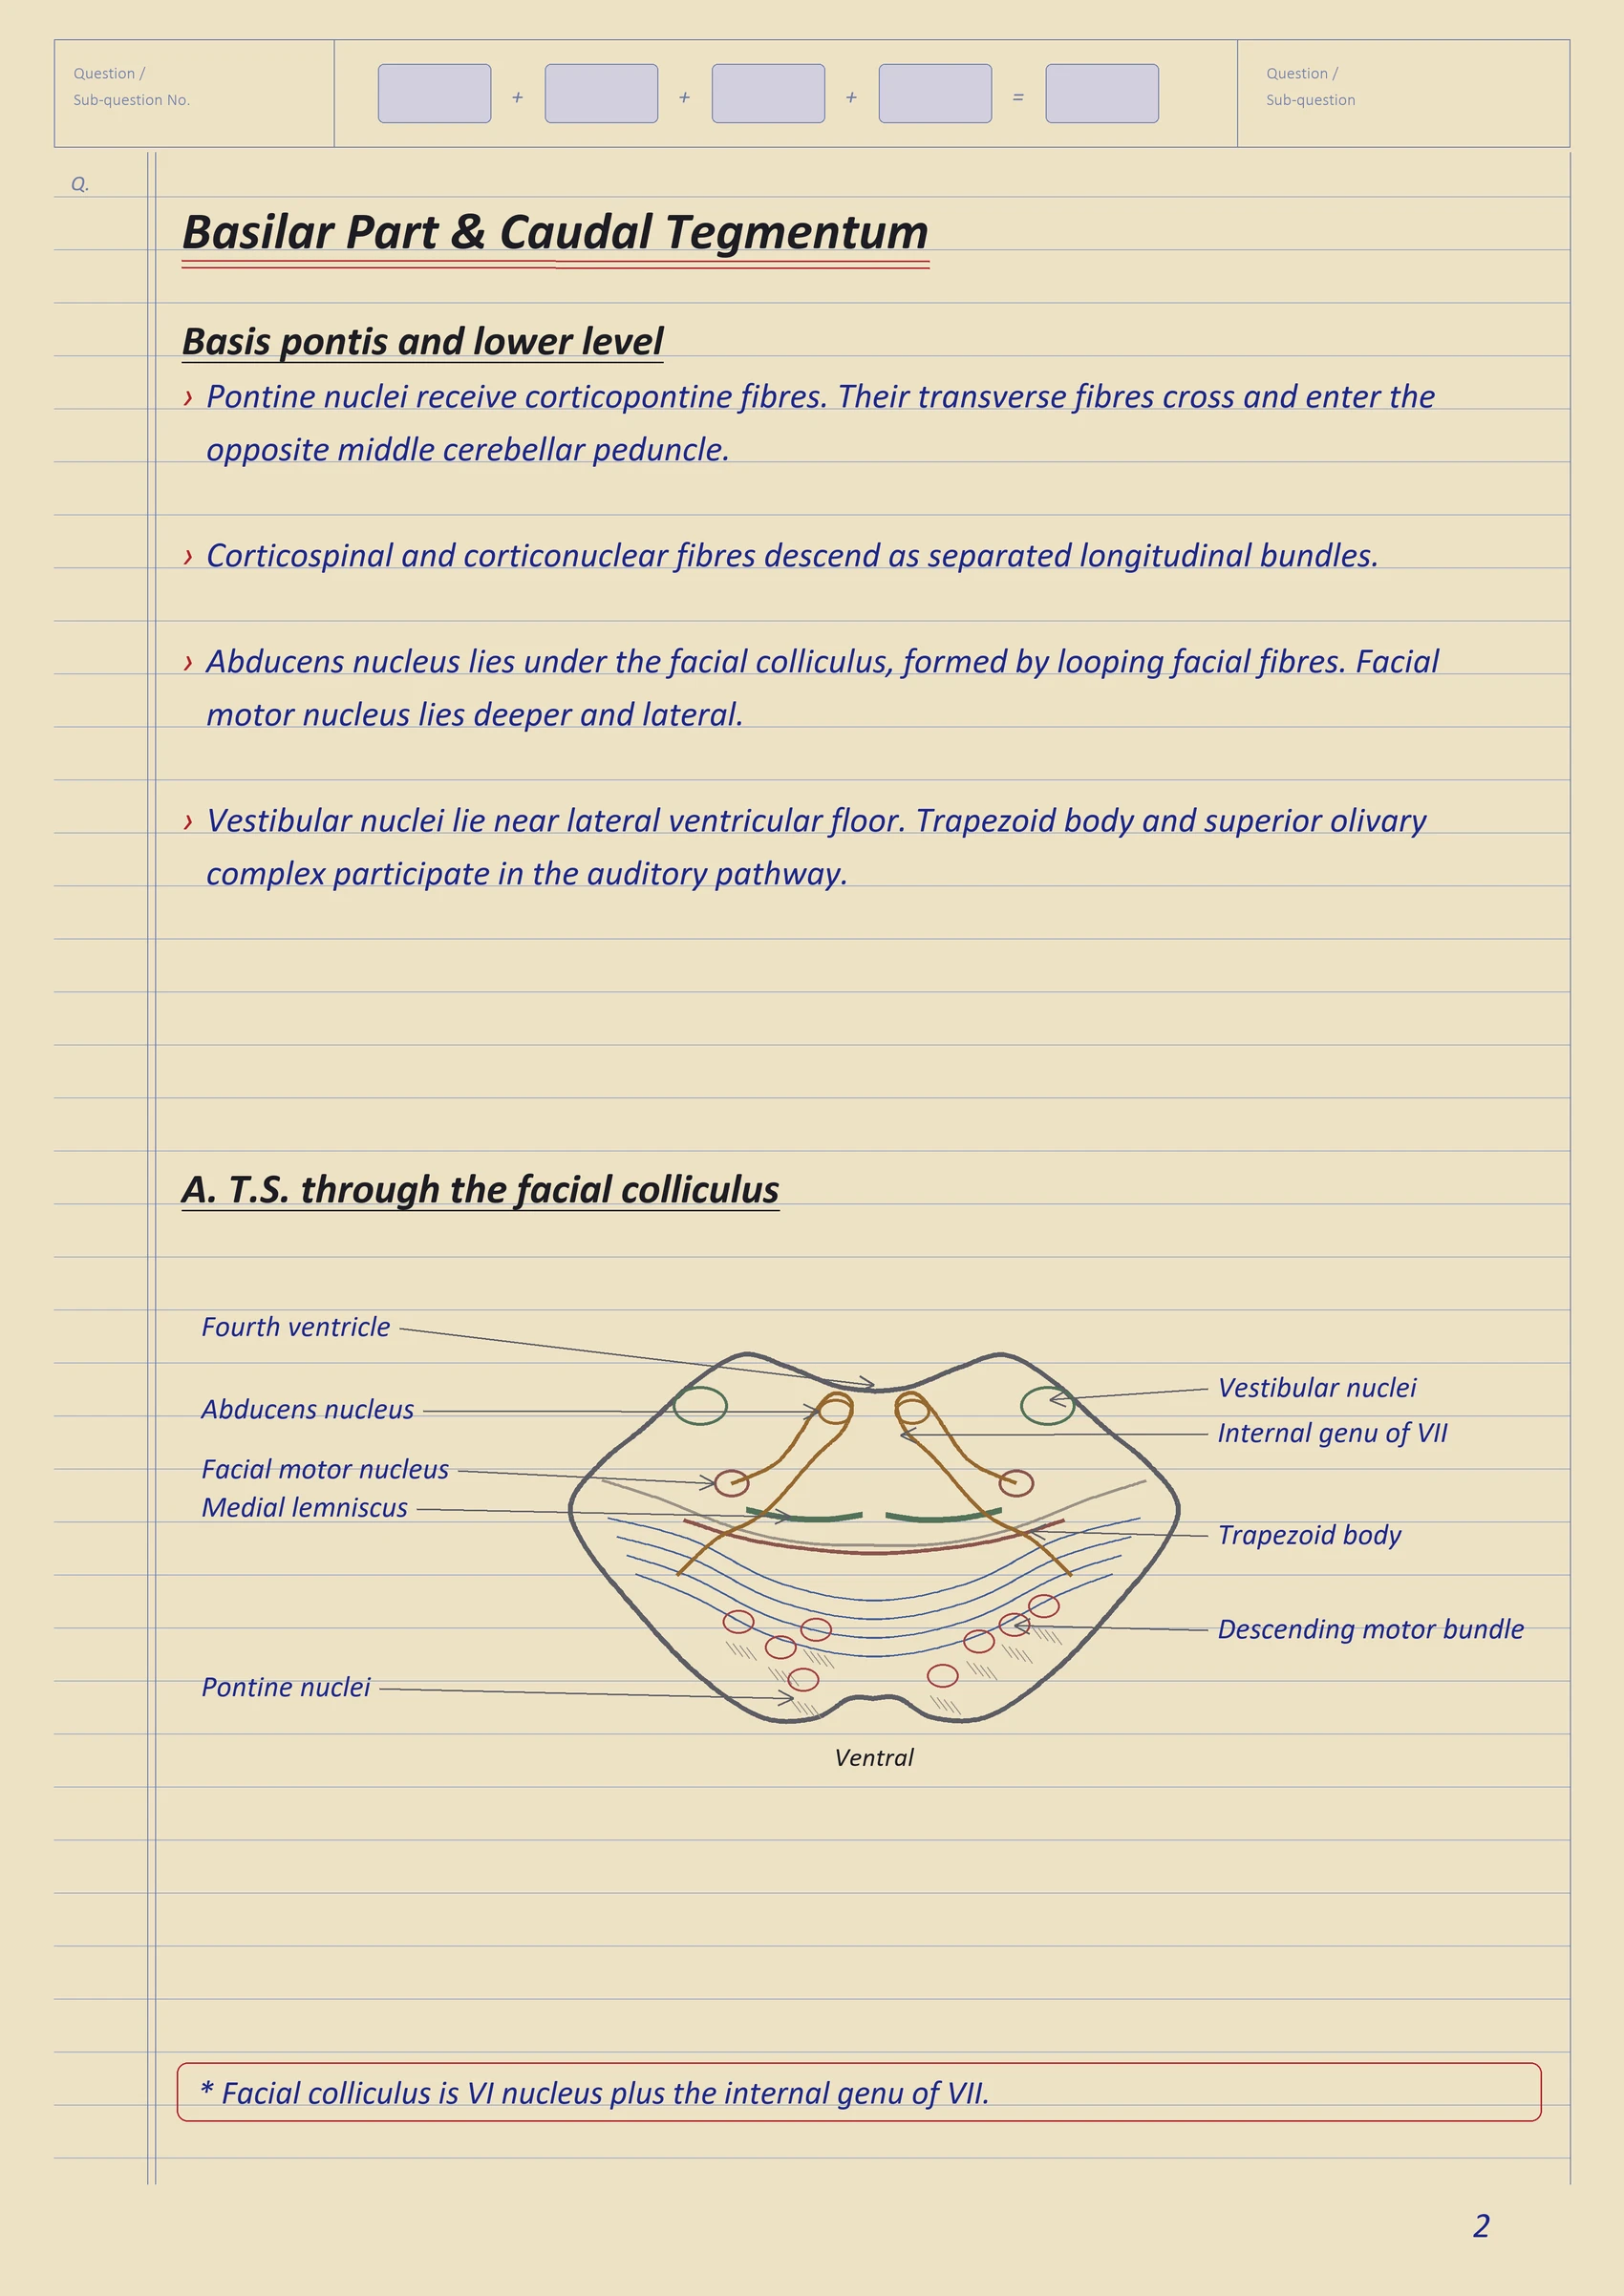 Question /
Sub-question No.
+ + + =
Question /
Sub-question
Q.
Basilar Part & Caudal Tegmentum
Basis pontis and lower level
› Pontine nuclei receive corticopontine fibres. Their transverse fibres cross and enter the
opposite middle cerebellar peduncle.
› Corticospinal and corticonuclear fibres descend as separated longitudinal bundles.
› Abducens nucleus lies under the facial colliculus, formed by looping facial fibres. Facial
motor nucleus lies deeper and lateral.
› Vestibular nuclei lie near lateral ventricular floor. Trapezoid body and superior olivary
complex participate in the auditory pathway.
A. T.S. through the facial colliculus
Fourth ventricle
Abducens nucleus
Facial motor nucleus
Medial lemniscus
Pontine nuclei
Vestibular nuclei
Internal genu of VII
Trapezoid body
Descending motor bundle
Ventral
* Facial colliculus is VI nucleus plus the internal genu of VII.
2